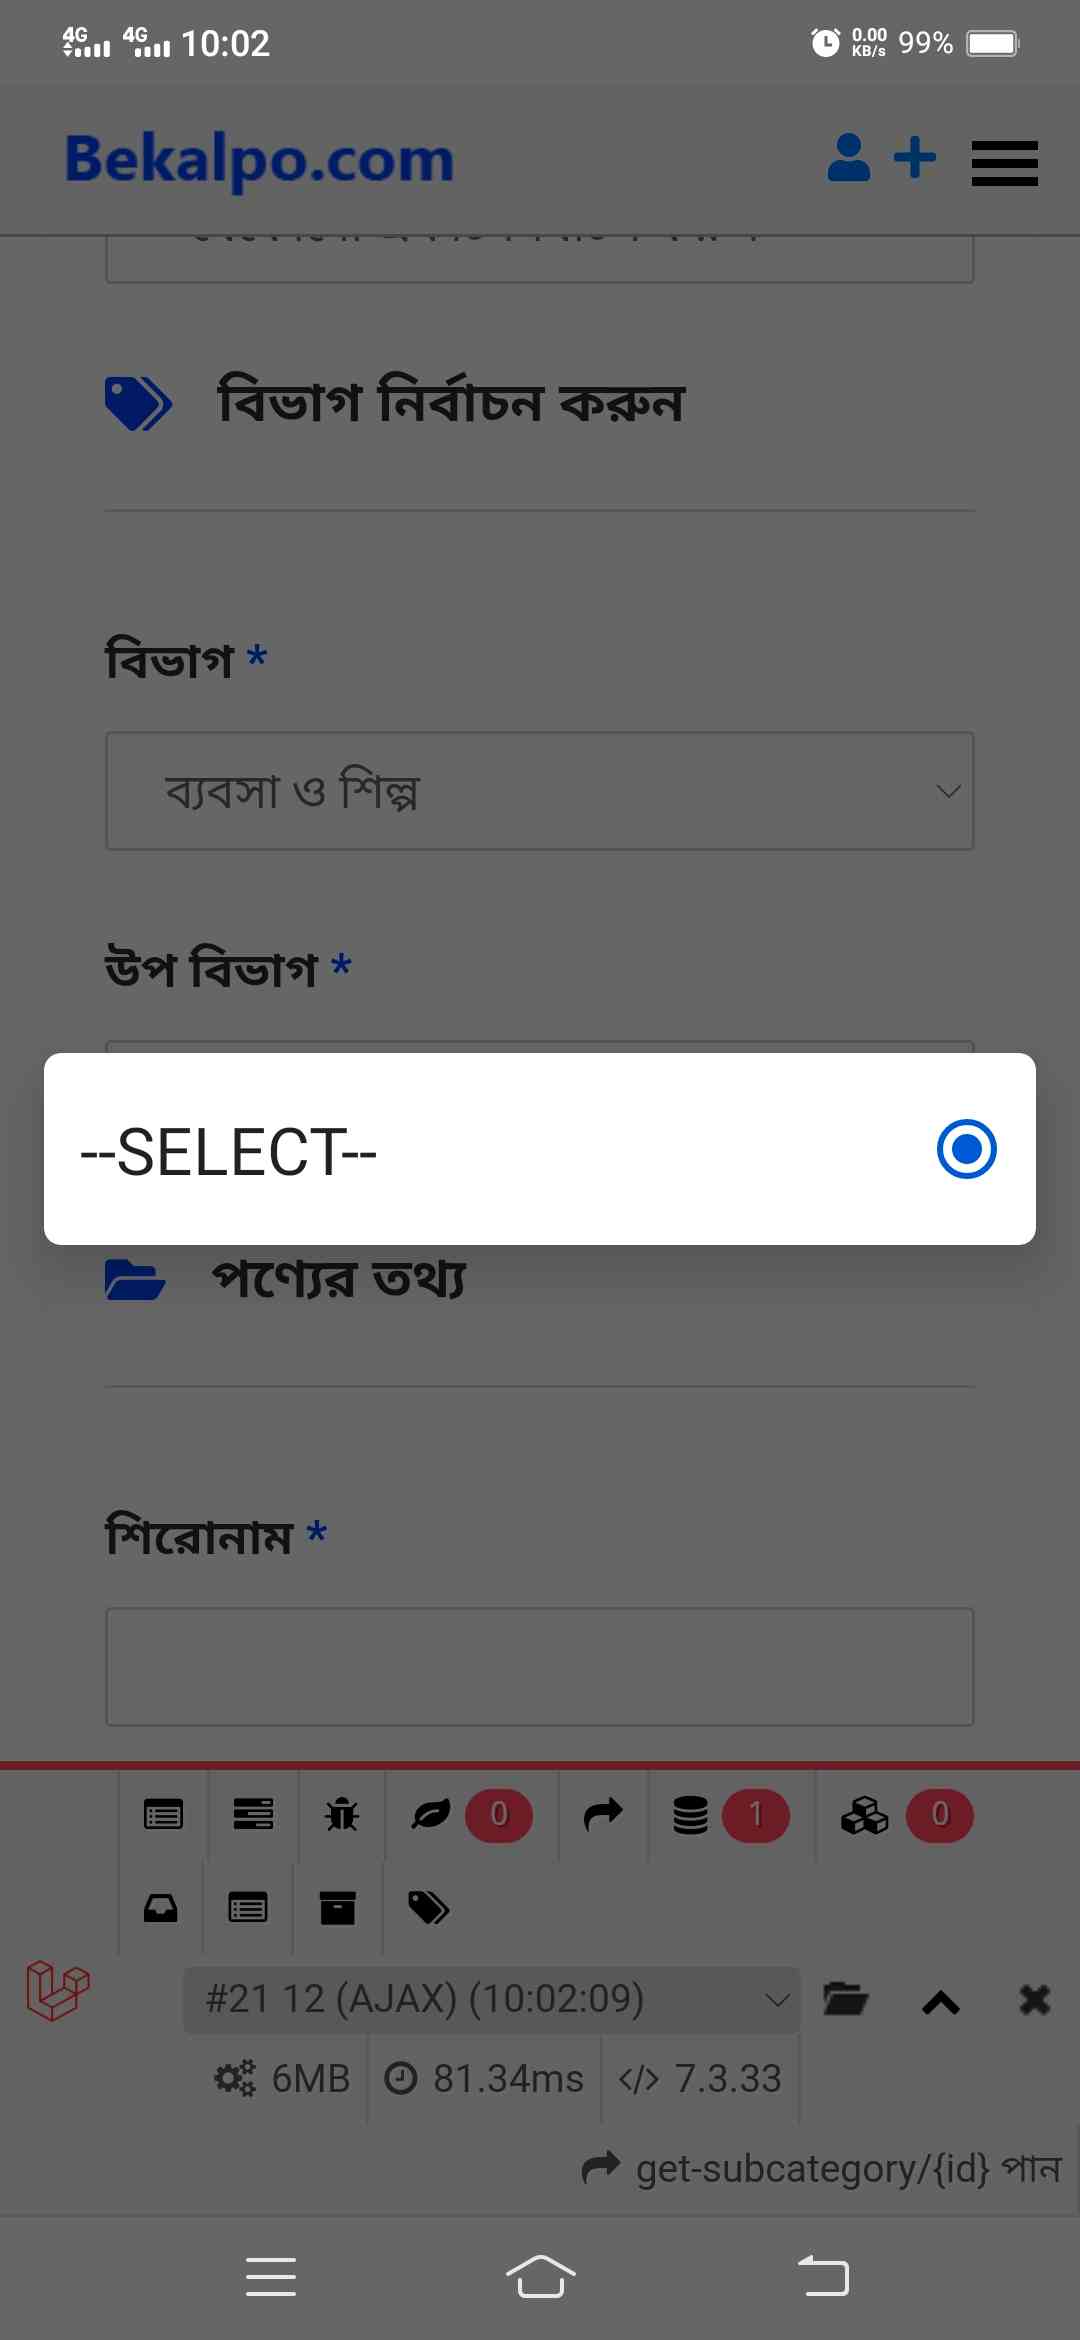 4G 4G 10:02 0.00 KB/s 99%
Bekalpo.com
বিভাগ নির্বাচন করুন
বিভাগ *
ব্যবসা ও শিল্প
উপ বিভাগ *
--SELECT--
পণ্যের তথ্য
শিরোনাম *
0 1 0
#21 12 (AJAX) (10:02:09)
6MB 81.34ms </> 7.3.33
get-subcategory/{id} পান